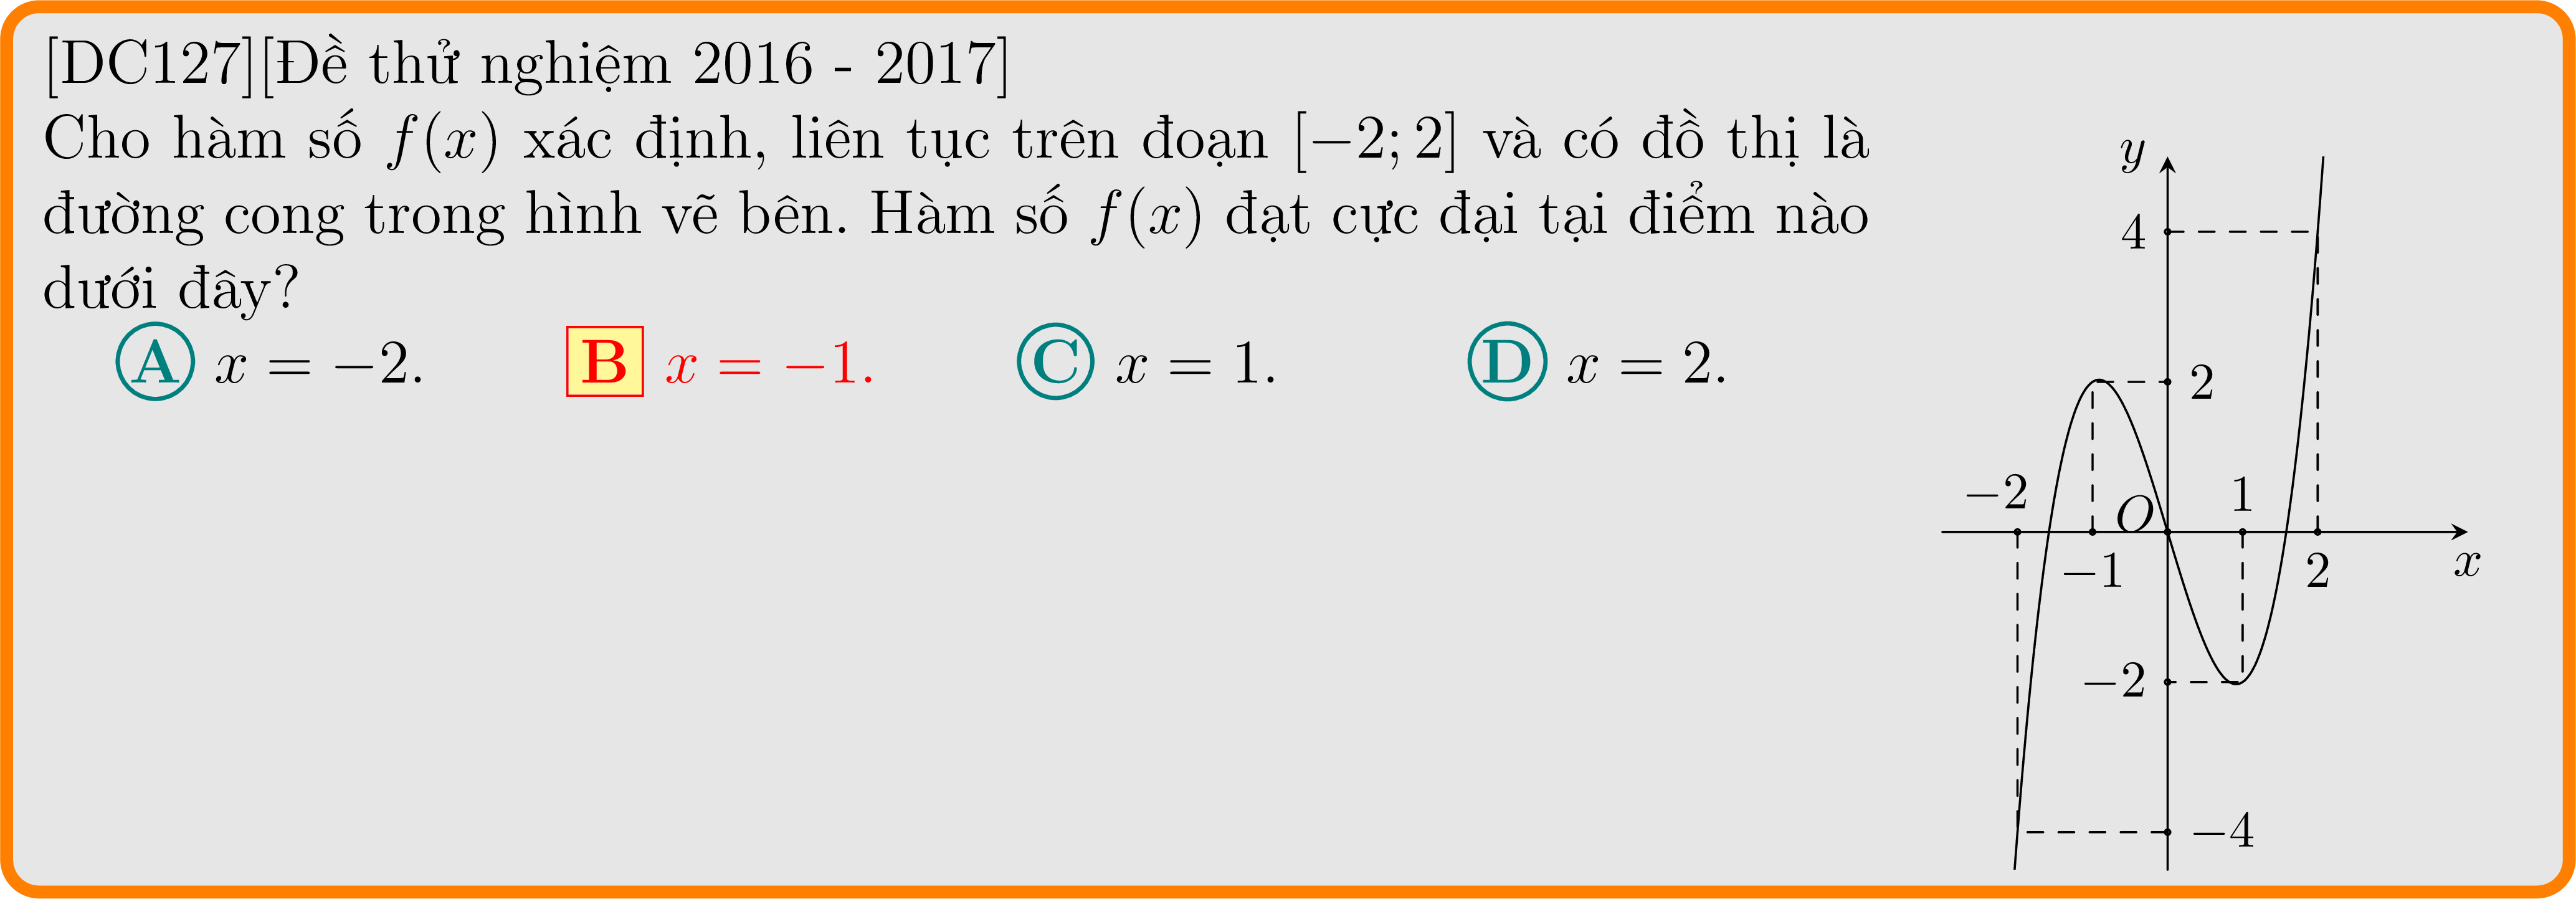 [DC127][Đề thử nghiệm 2016 - 2017]
Cho hàm số f(x) xác định, liên tục trên đoạn [−2; 2] và có đồ thị là
đường cong trong hình vẽ bên. Hàm số f(x) đạt cực đại tại điểm nào
dưới đây?
A x = −2. B x = −1. C x = 1. D x = 2.
y
4
2
−2 O 1
−1 2 x
−2
−4